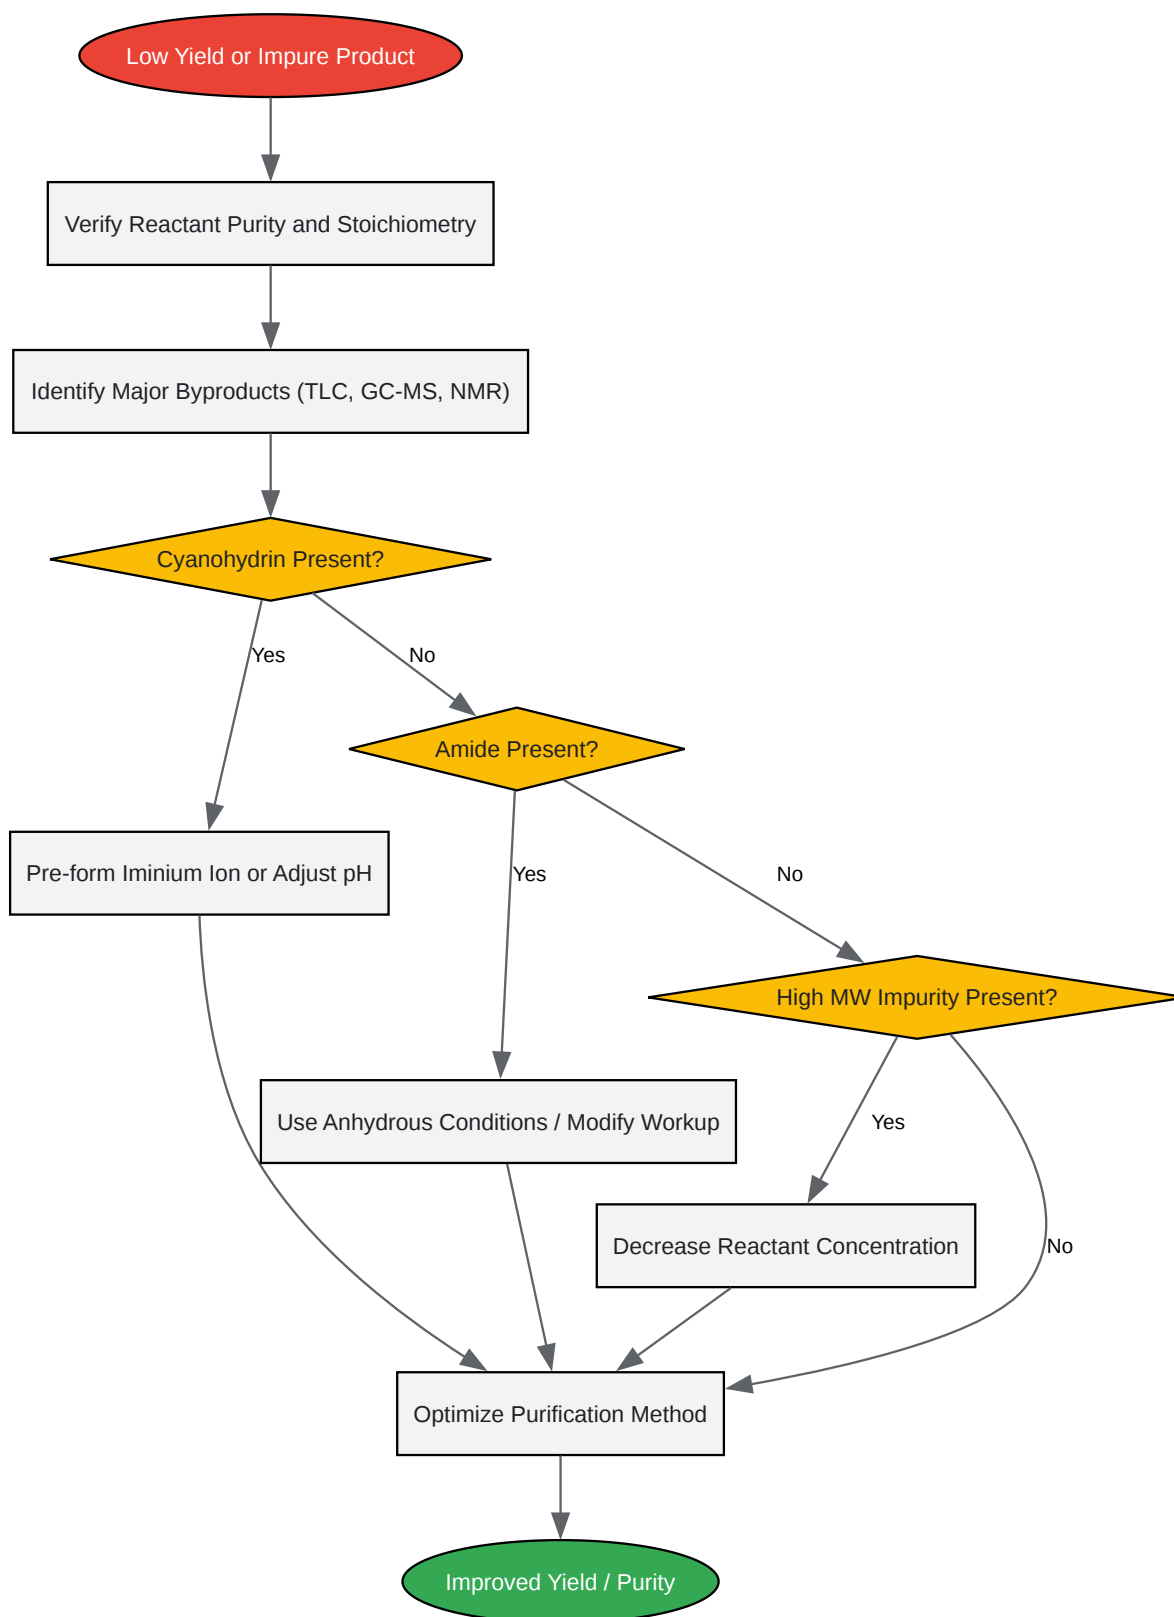 Low Yield or Impure Product
Verify Reactant Purity and Stoichiometry
Identify Major Byproducts (TLC, GC-MS, NMR)
Cyanohydrin Present?
Yes
No
Amide Present?
Pre-form Iminium Ion or Adjust pH
Yes
No
High MW Impurity Present?
Use Anhydrous Conditions / Modify Workup
Yes
Decrease Reactant Concentration
No
Optimize Purification Method
Improved Yield / Purity